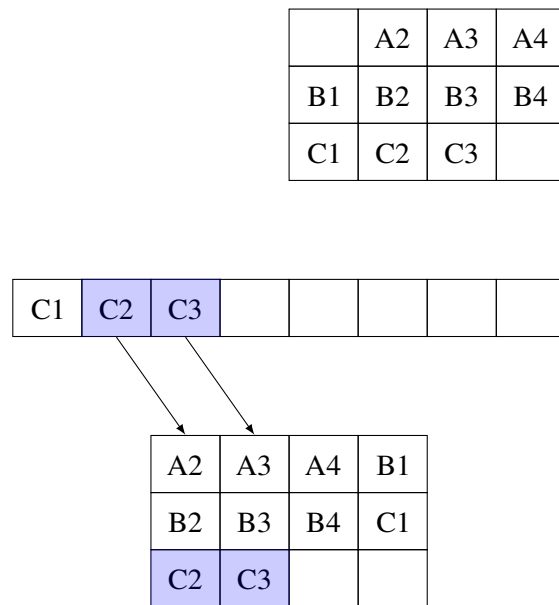 A2 A3 A4
B1 B2 B3 B4
C1 C2 C3
C1 C2 C3
A2 A3 A4 B1
B2 B3 B4 C1
C2 C3